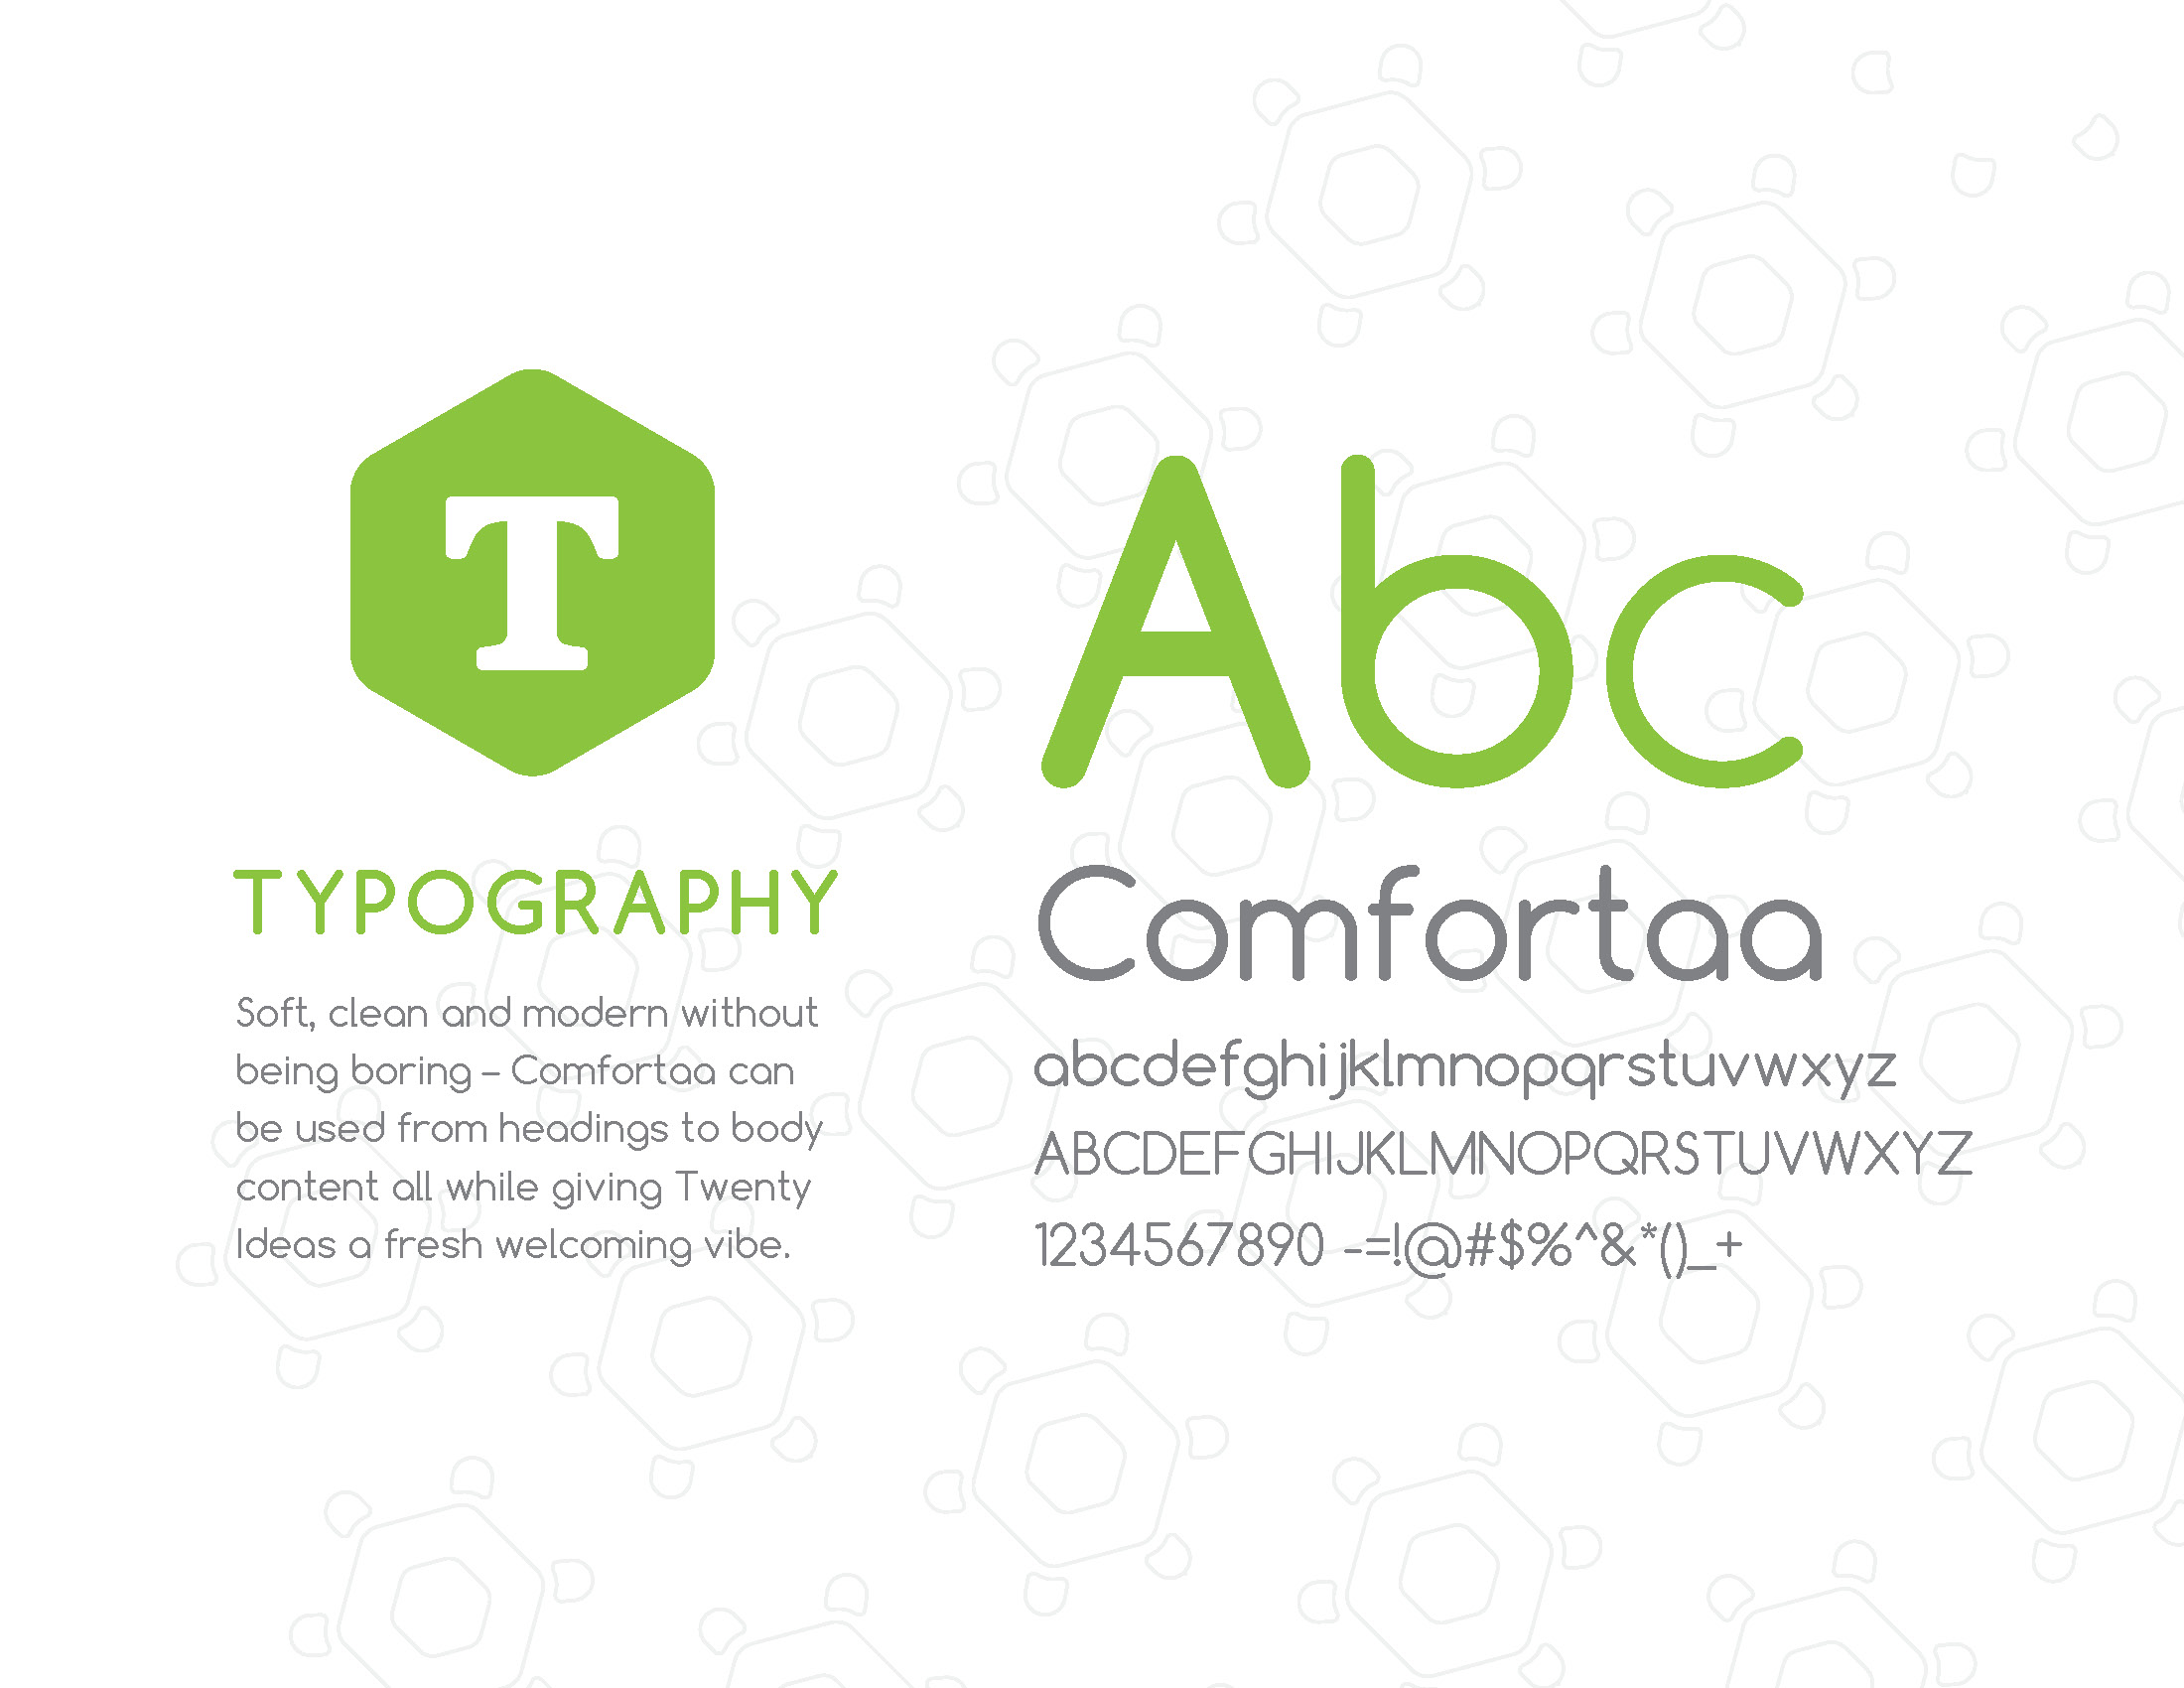 T
TYPOGRAPHY
Soft, clean and modern without
being boring – Comfortaa can
be used from headings to body
content all while giving Twenty
Ideas a fresh welcoming vibe.
Abc
Comfortaa
abcdefghijklmnopqrstuvwxyz
ABCDEFGHIJKLMNOPQRSTUVWXYZ
1234567890 -=!@#$%^&*()_+